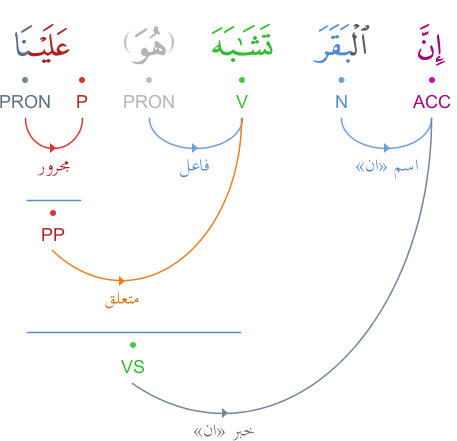 إِنَّ ٱلْبَقَرَ تَشَـٰبَهَ (هُوَ) عَلَيْنَا
ACC N V PRON P PRON
اسم «ان» فاعل مجرور
PP
متعلق
VS
خبر «ان»